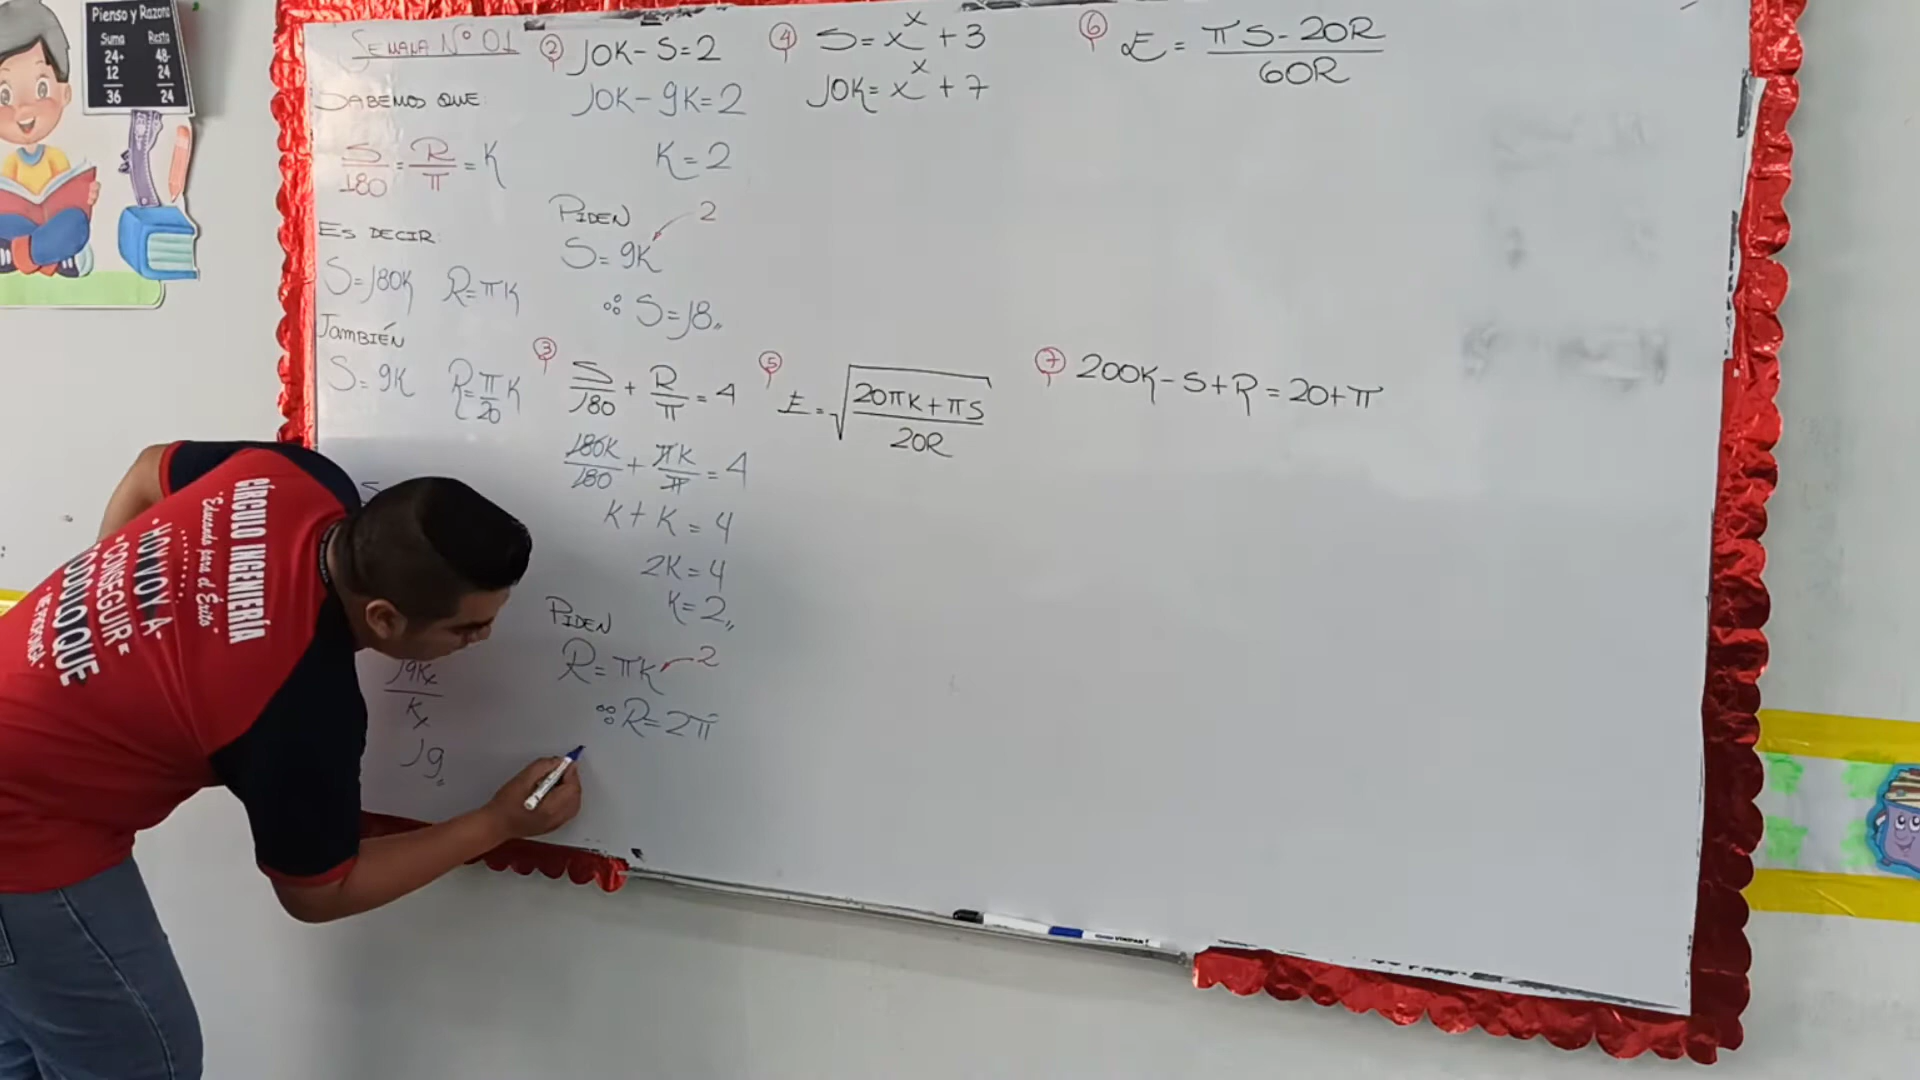 Pienso y Razono
Suma Resta
24+ 48-
12 24
36 24
SEMANA N° 01
SABEMOS QUE:
S/180 = R/π = K
ES DECIR:
S=180K R=πK
TAMBIÉN
S=9K R=π/20 K
19K
K
19,,
② 10K-S=2
10K-9K=2
K=2
PIDEN 2
S=9K
∴ S=18,,
③ S/180 + R/π = 4
180K/180 + πK/π = 4
K+K=4
2K=4
K=2,,
PIDEN
R=πK 2
∴ R=2π
④ S=x^x+3
10K=x^x+7
⑤ E=√((20πK+πS)/20R)
⑥ E=(πS-20R)/60R
⑦ 200K-S+R=20+π
CÍRCULO INGENIERÍA
"Educando para el Éxito"
"HOY VOY A
CONSEGUIR
TODO LO QUE